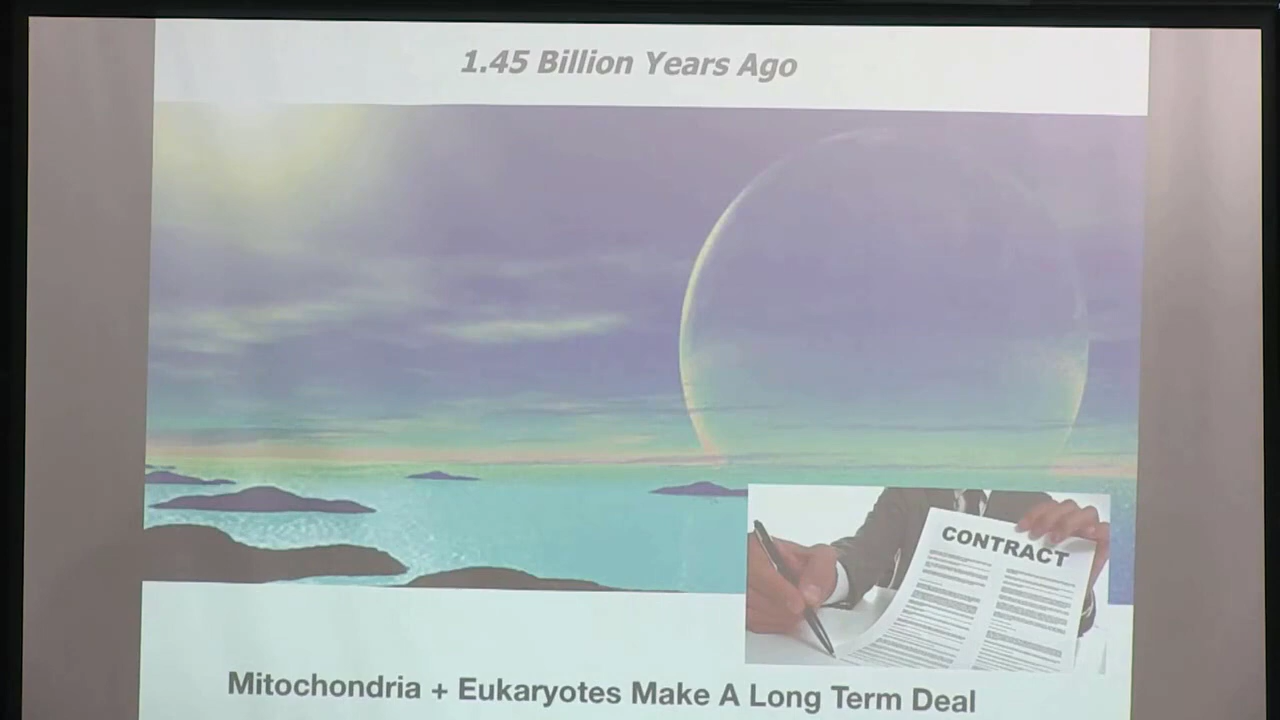 1.45 Billion Years Ago
CONTRACT
Mitochondria + Eukaryotes Make A Long Term Deal